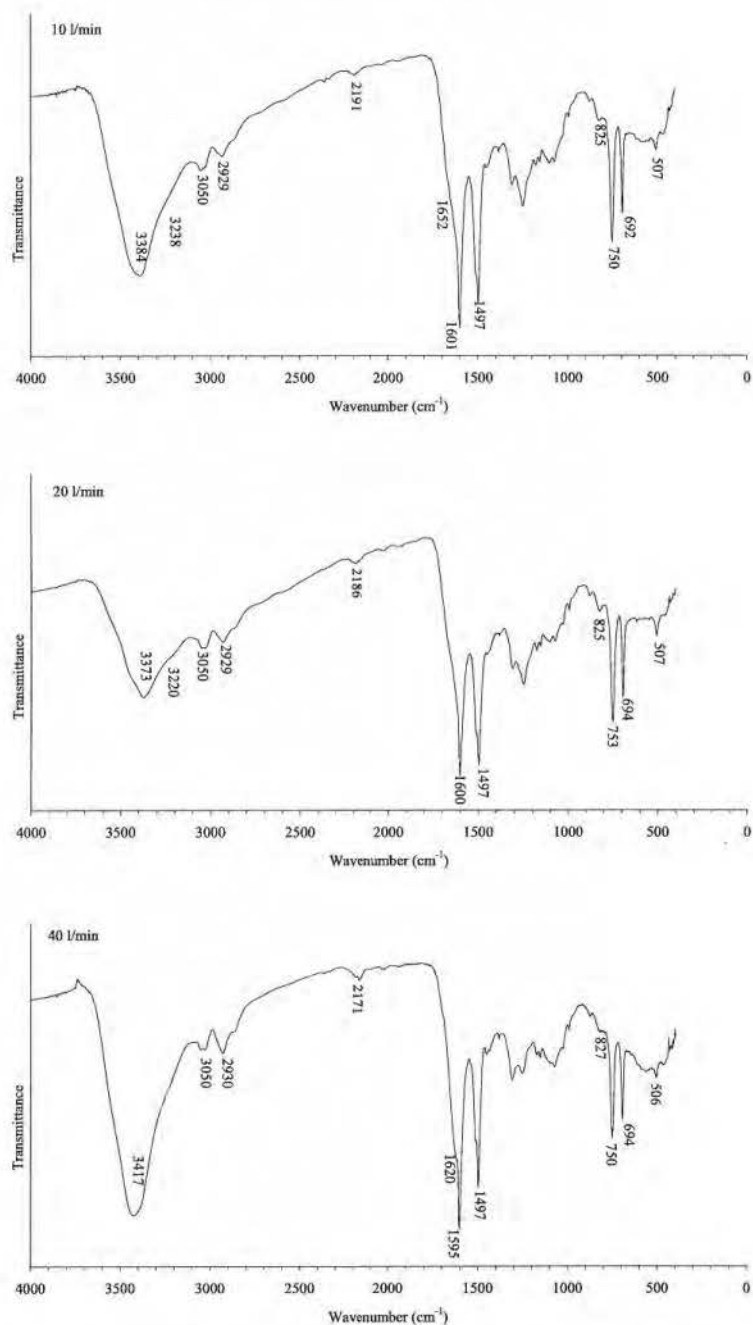 10 l/min
Transmittance
3384
3238
3050
2929
2191
1652
1601
1497
825
750
692
507
4000 3500 3000 2500 2000 1500 1000 500 0
Wavenumber (cm⁻¹)
20 l/min
Transmittance
3373
3220
3050
2929
2186
1600
1497
825
753
694
507
4000 3500 3000 2500 2000 1500 1000 500 0
Wavenumber (cm⁻¹)
40 l/min
Transmittance
3417
3050
2930
2171
1620
1595
1497
827
750
694
506
4000 3500 3000 2500 2000 1500 1000 500 0
Wavenumber (cm⁻¹)